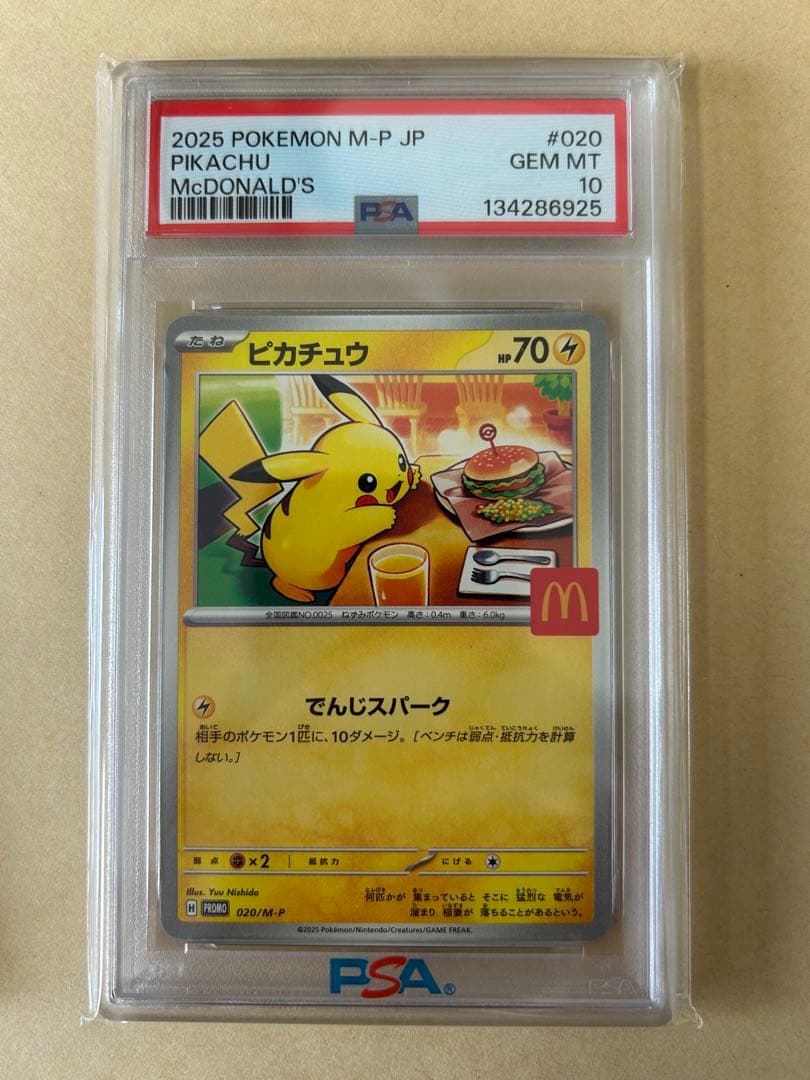 2025 POKEMON M-P JP #020
PIKACHU GEM MT
McDONALD'S 10
PSA 134286925
たね ピカチュウ HP70
M
全国図鑑NO.0025 ねずみポケモン 高さ:0.4m 重さ:6.0kg
でんじスパーク
相手のポケモン1匹に、10ダメージ。[ベンチは弱点・抵抗力を計算
しない。]
弱点 ×2 抵抗力 にげる
Illus. Yuu Nishida
何匹かが 集まっていると そこに 猛烈な 電気が
H PROMO 020/M-P 溜まり 稲妻が 落ちることがあるという。
©2025 Pokémon/Nintendo/Creatures/GAME FREAK.
PSA®